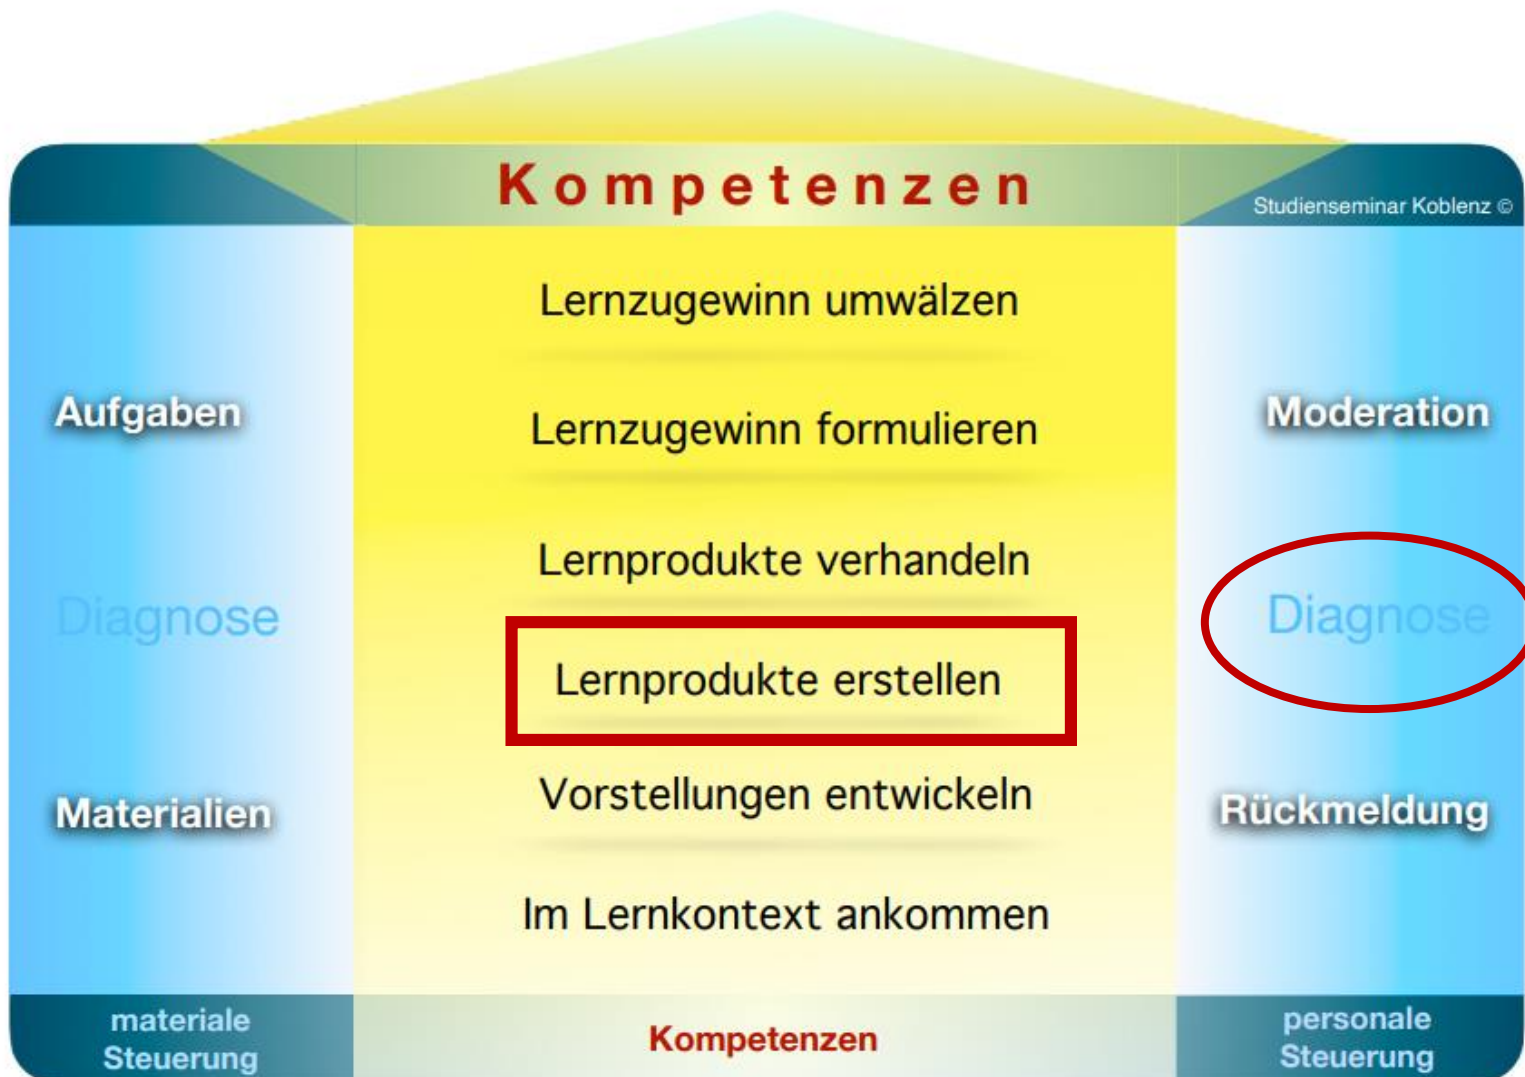 Kompetenzen
Studienseminar Koblenz ©
Lernzugewinn umwälzen
Aufgaben
Moderation
Lernzugewinn formulieren
Lernprodukte verhandeln
Diagnose
Diagnose
Lernprodukte erstellen
Vorstellungen entwickeln
Materialien
Rückmeldung
Im Lernkontext ankommen
materiale
Steuerung
Kompetenzen
personale
Steuerung